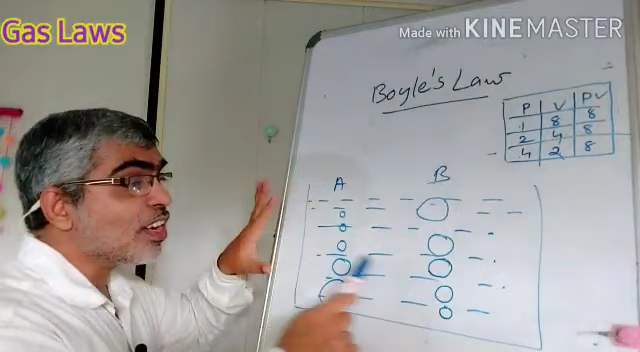 Gas Laws
Made with KINEMASTER
Boyle's Law
P V PV
1 8 8
2 4 8
4 2 8
A B